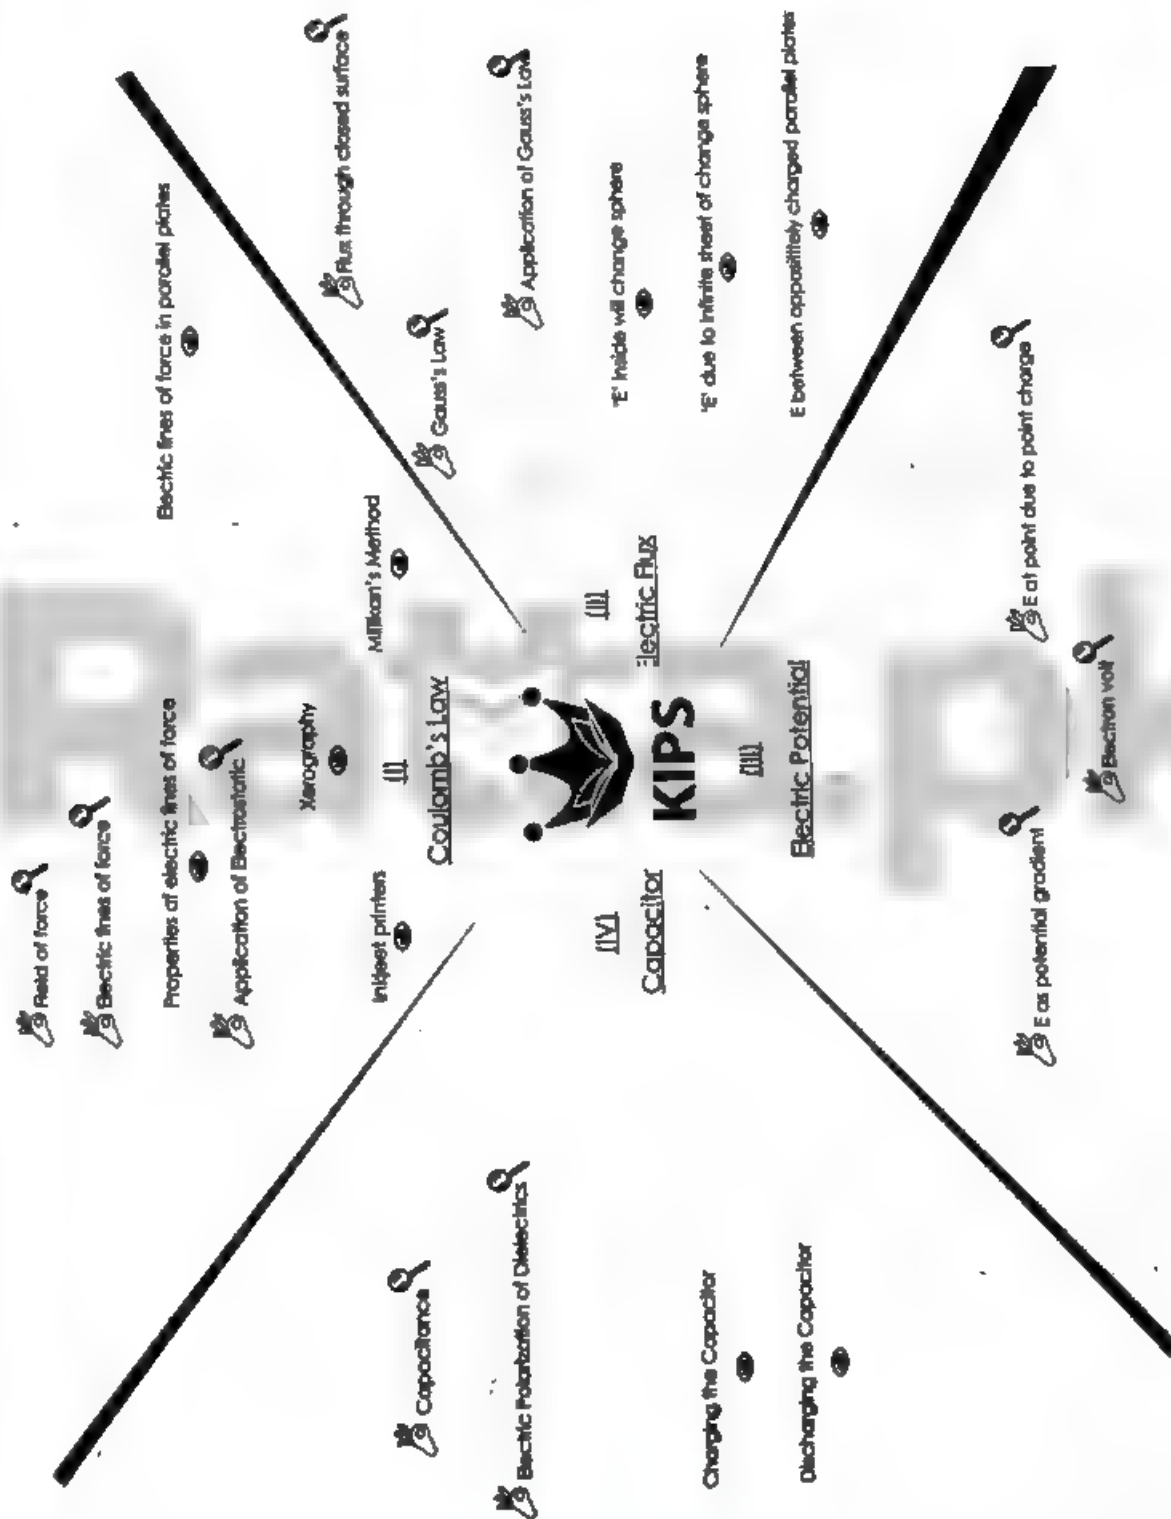 Field of force
Electric lines of force
Properties of electric lines of force
Electric lines of force in parallel plates
Application of Electrostatic
Xerography
Inkjeet printers
Millikan's Method
(I)
Coulomb's Law
Flux through closed surface
Gauss's Law
Application of Gauss's Law
"E' inside will change sphere
'E' due to infinite sheet of change sphere
E between opposititely charged parallel plates
(II)
Electric Flux
KIPS
(III)
Electric Potential
E at point due to point charge
E as potential gradient
Electron volt
(IV)
Capacitor
Capacitance
Electric Polarization of Dielectrics
Charging the Capacitor
Discharging the Capacitor